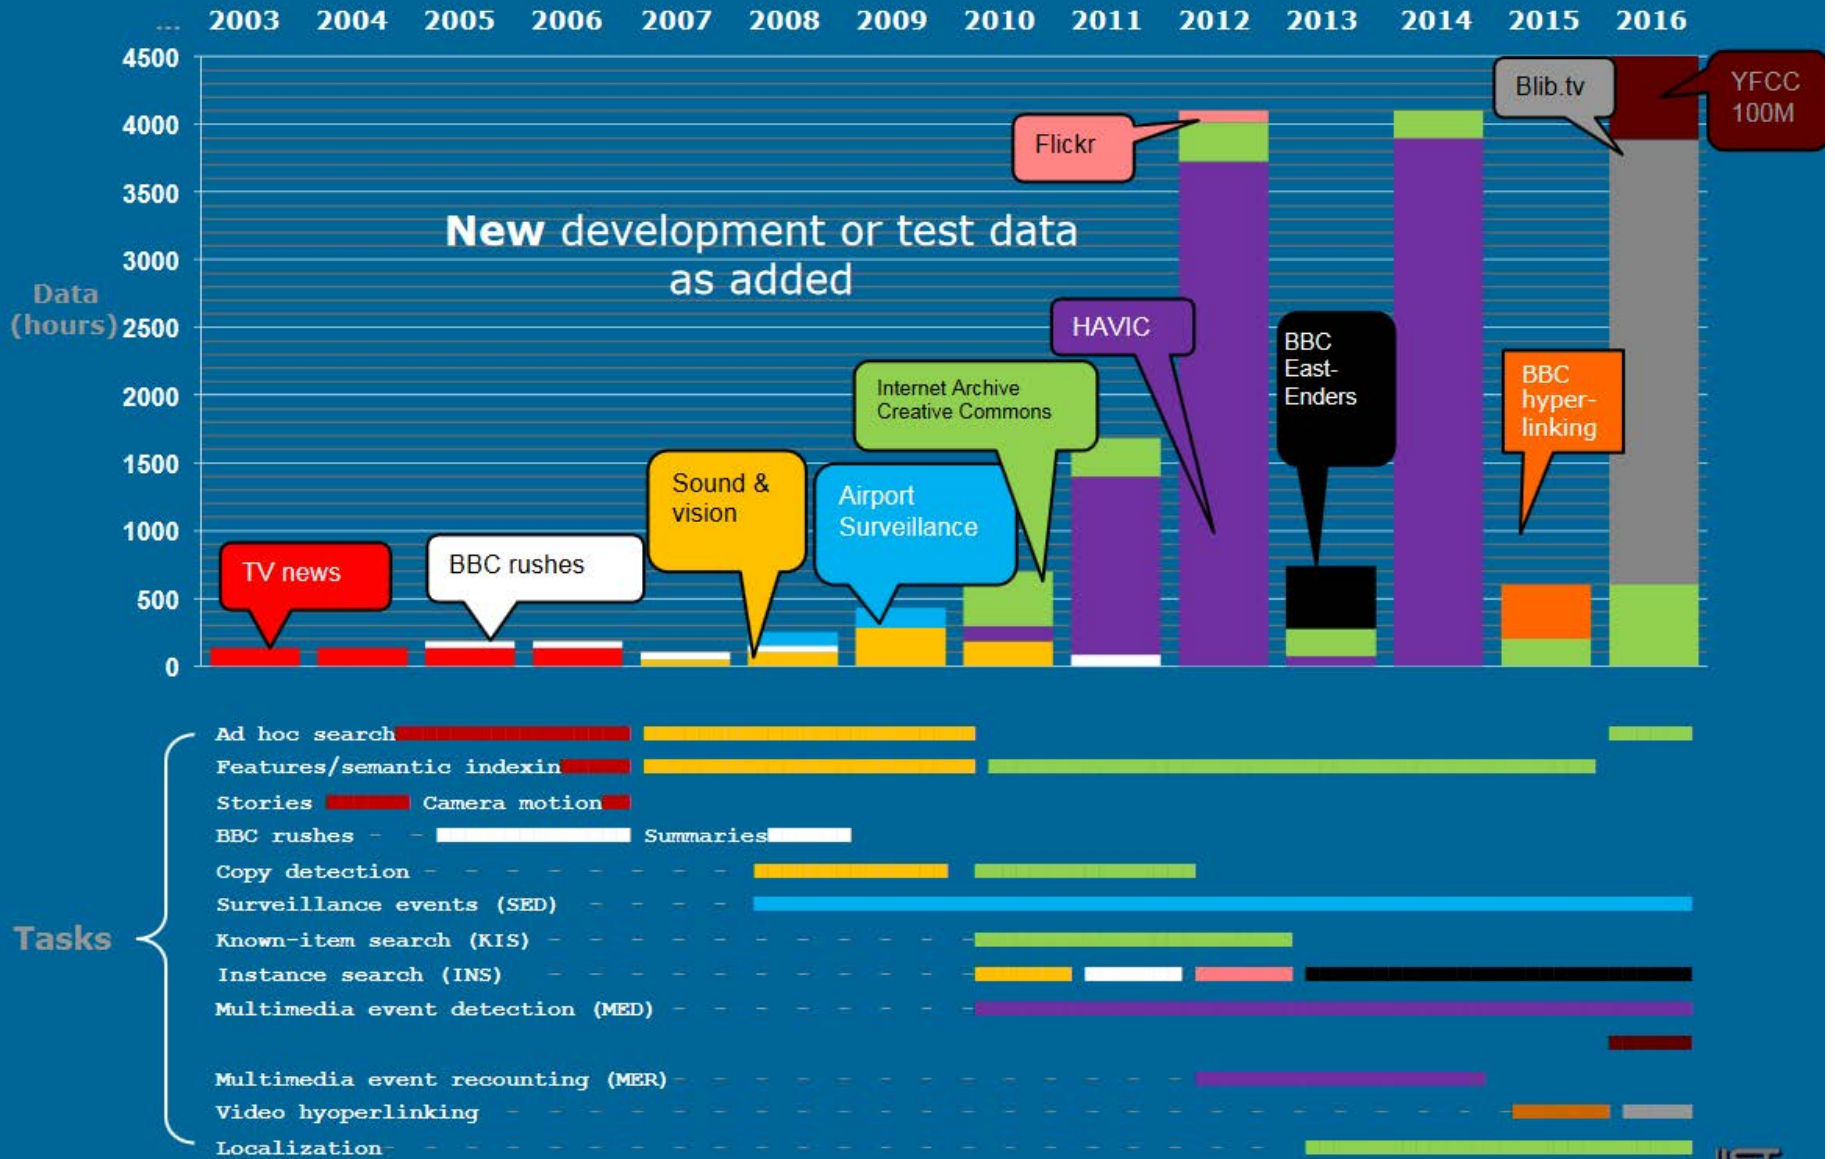 ... 2003 2004 2005 2006 2007 2008 2009 2010 2011 2012 2013 2014 2015 2016
4500
4000
3500
3000
2500
2000
1500
1000
500
0
Data
(hours)
New development or test data
as added
TV news
BBC rushes
Sound &
vision
Airport
Surveillance
Internet Archive
Creative Commons
HAVIC
Flickr
BBC
East-
Enders
BBC
hyper-
linking
Blib.tv
YFCC
100M
Tasks
Ad hoc search
Features/semantic indexin
Stories Camera motion
BBC rushes Summaries
Copy detection
Surveillance events (SED)
Known-item search (KIS)
Instance search (INS)
Multimedia event detection (MED)
Multimedia event recounting (MER)
Video hyoperlinking
Localization